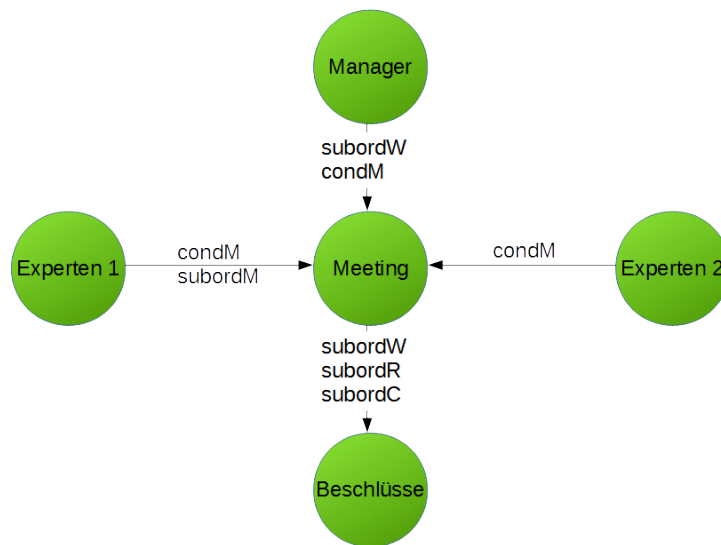 Manager
subordW
condM
Experten 1
condM
subordM
Meeting
condM
Experten 2
subordW
subordR
subordC
Beschlüsse